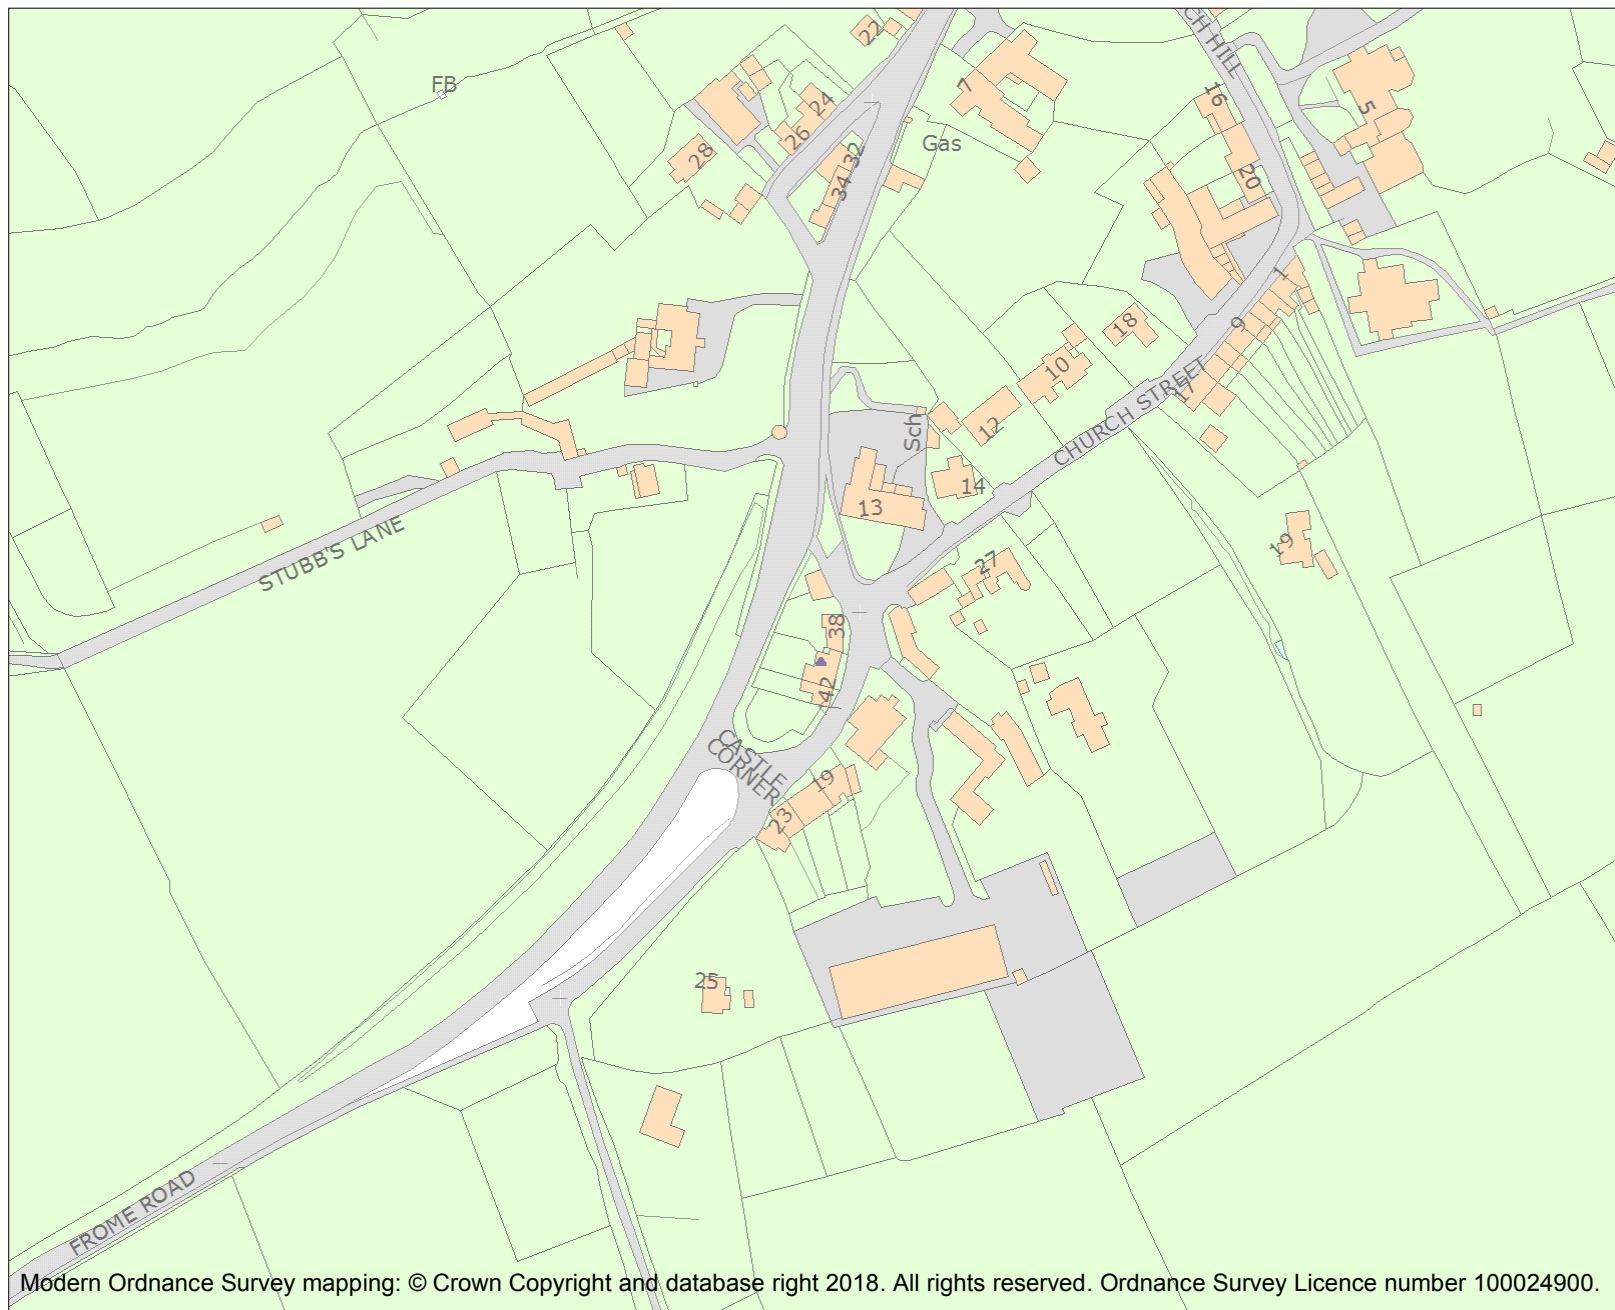 22
CH HILL
FB
7
16
5
24
26
Gas
28
32
34
20
1
18
9
10
CHURCH STREET
17
12
Sch
14
13
STUBB'S LANE
27
19
38
42
CASTLE
CORNER
19
23
25
FROME ROAD
Modern Ordnance Survey mapping: © Crown Copyright and database right 2018. All rights reserved. Ordnance Survey Licence number 100024900.